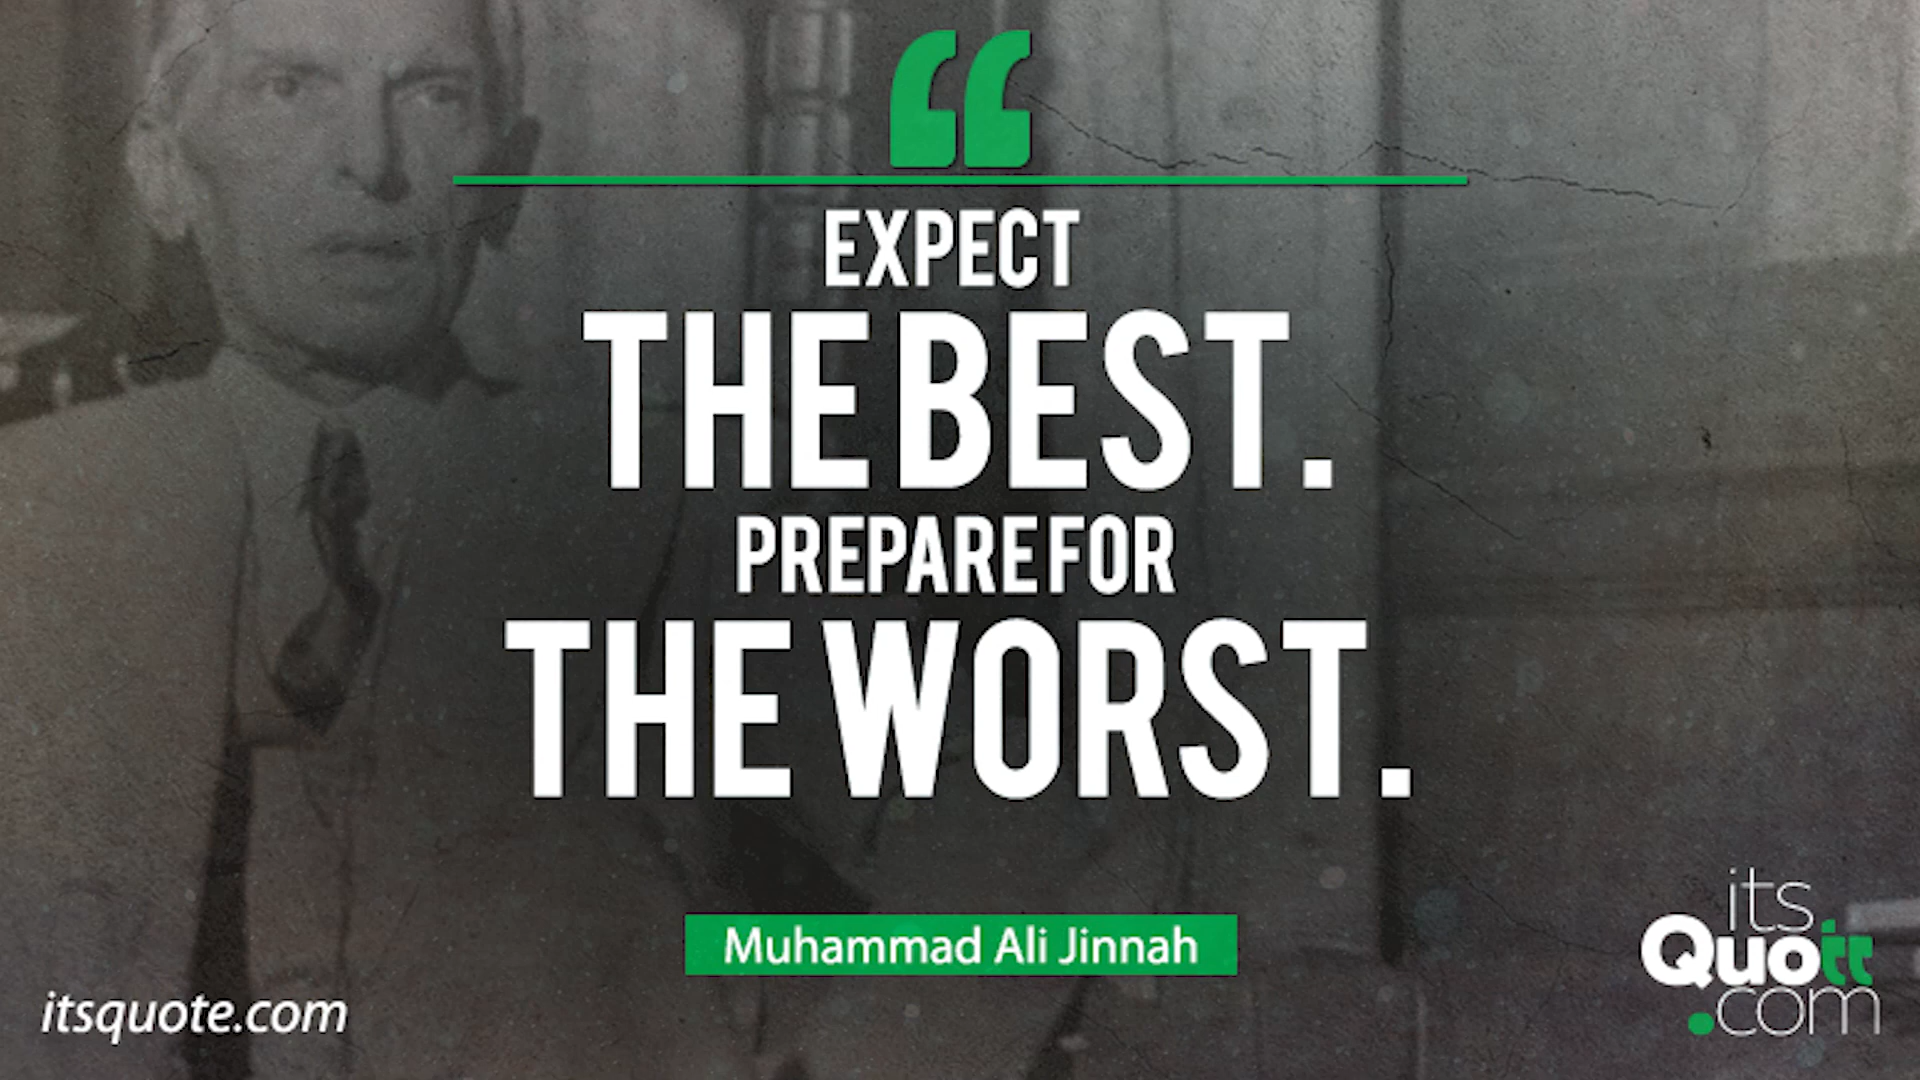 “
EXPECT
THE BEST.
PREPARE FOR
THE WORST.
Muhammad Ali Jinnah
itsquote.com
its
Quott
.com